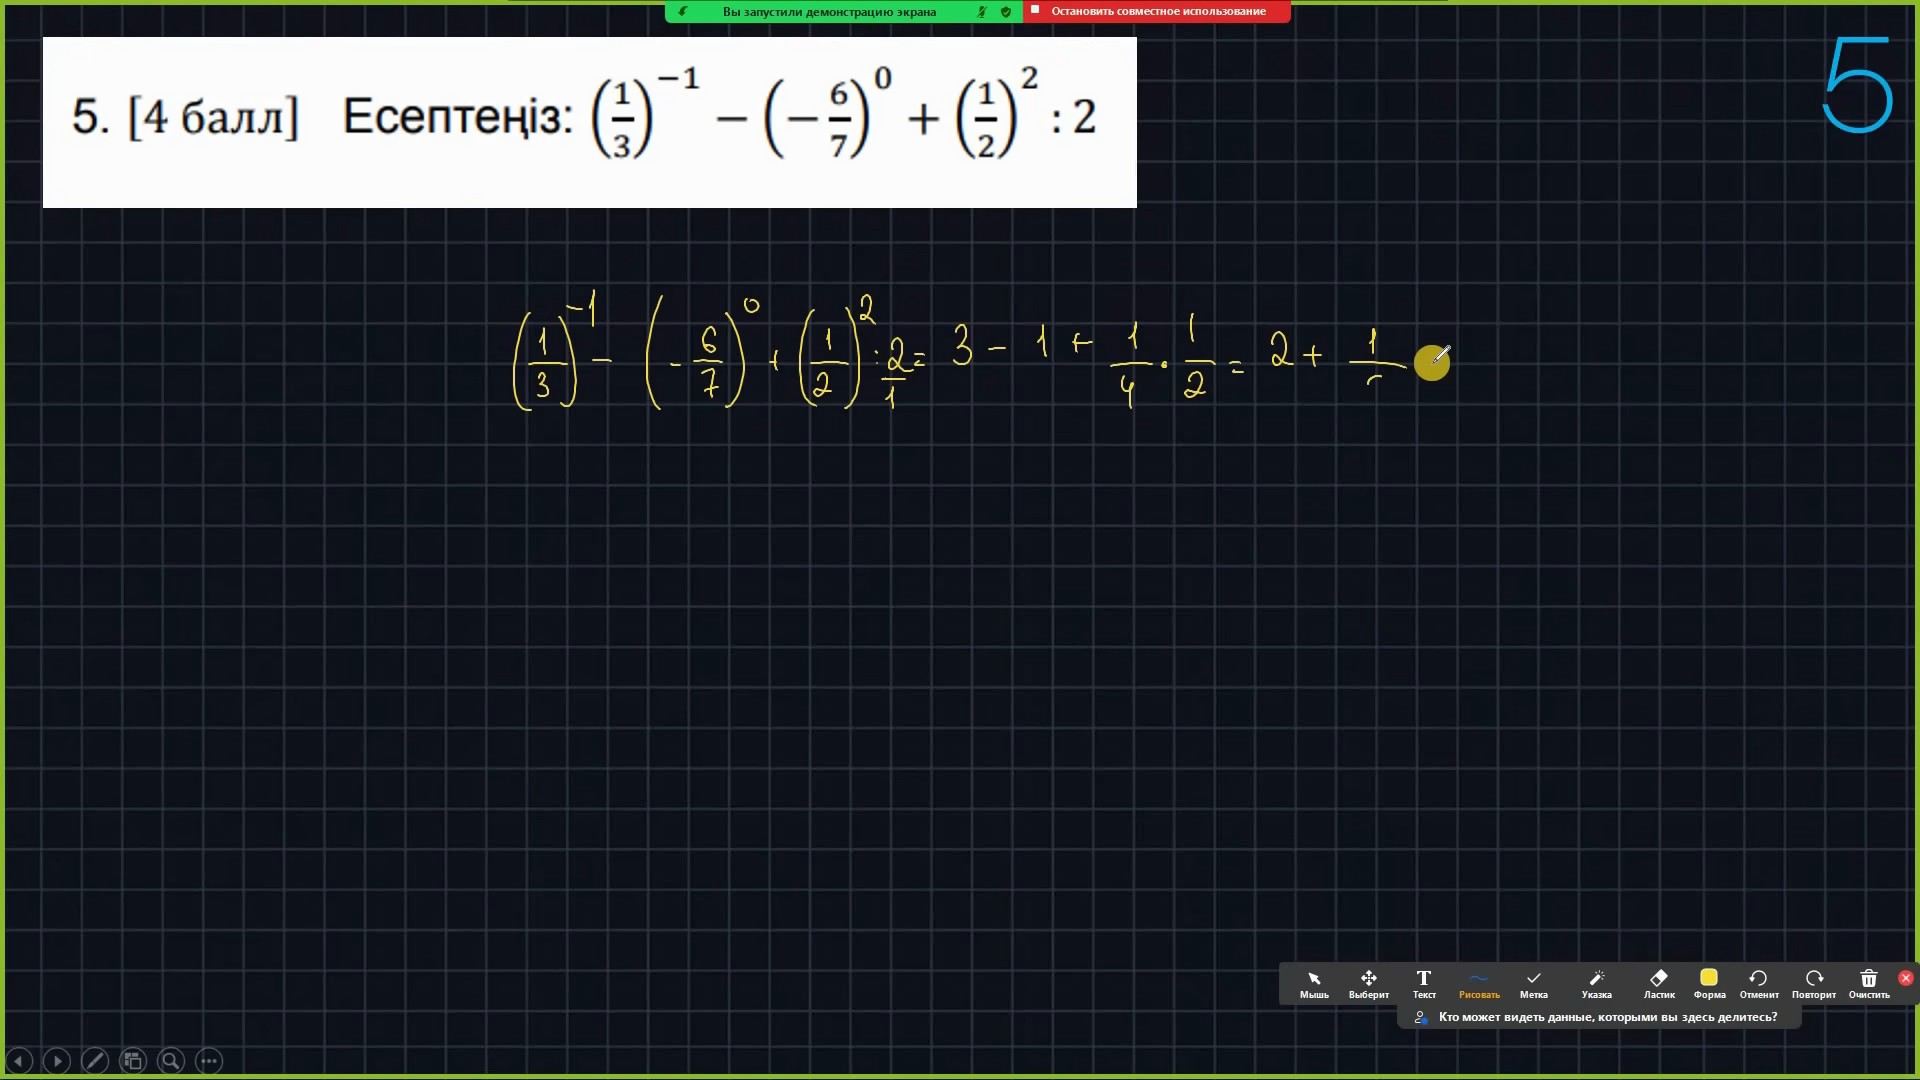 Вы запустили демонстрацию экрана
Остановить совместное использование
5
5. [4 балл] Есептеңіз: (1/3)^−1 − (−6/7)^0 + (1/2)^2 : 2
(1/3)^-1 - (-6/7)^0 + (1/2)^2 : 2/1 = 3 - 1 + 1/4 · 1/2 = 2 + 1/
Мышь Выберит Текст Рисовать Метка Указка Ластик Форма Отменит Повторит Очистить
Кто может видеть данные, которыми вы здесь делитесь?